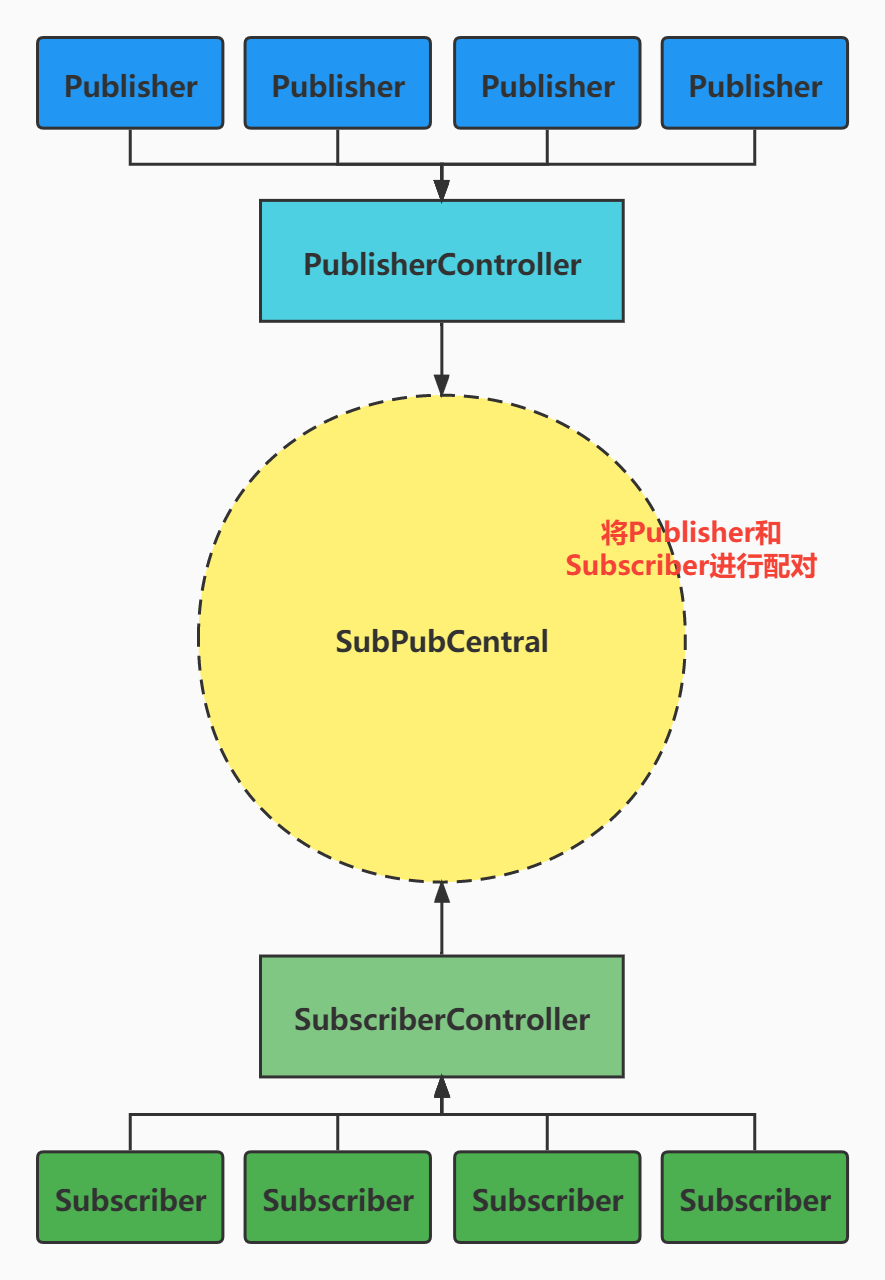 Publisher
Publisher
Publisher
Publisher
PublisherController
将Publisher和
Subscriber进行配对
SubPubCentral
SubscriberController
Subscriber
Subscriber
Subscriber
Subscriber